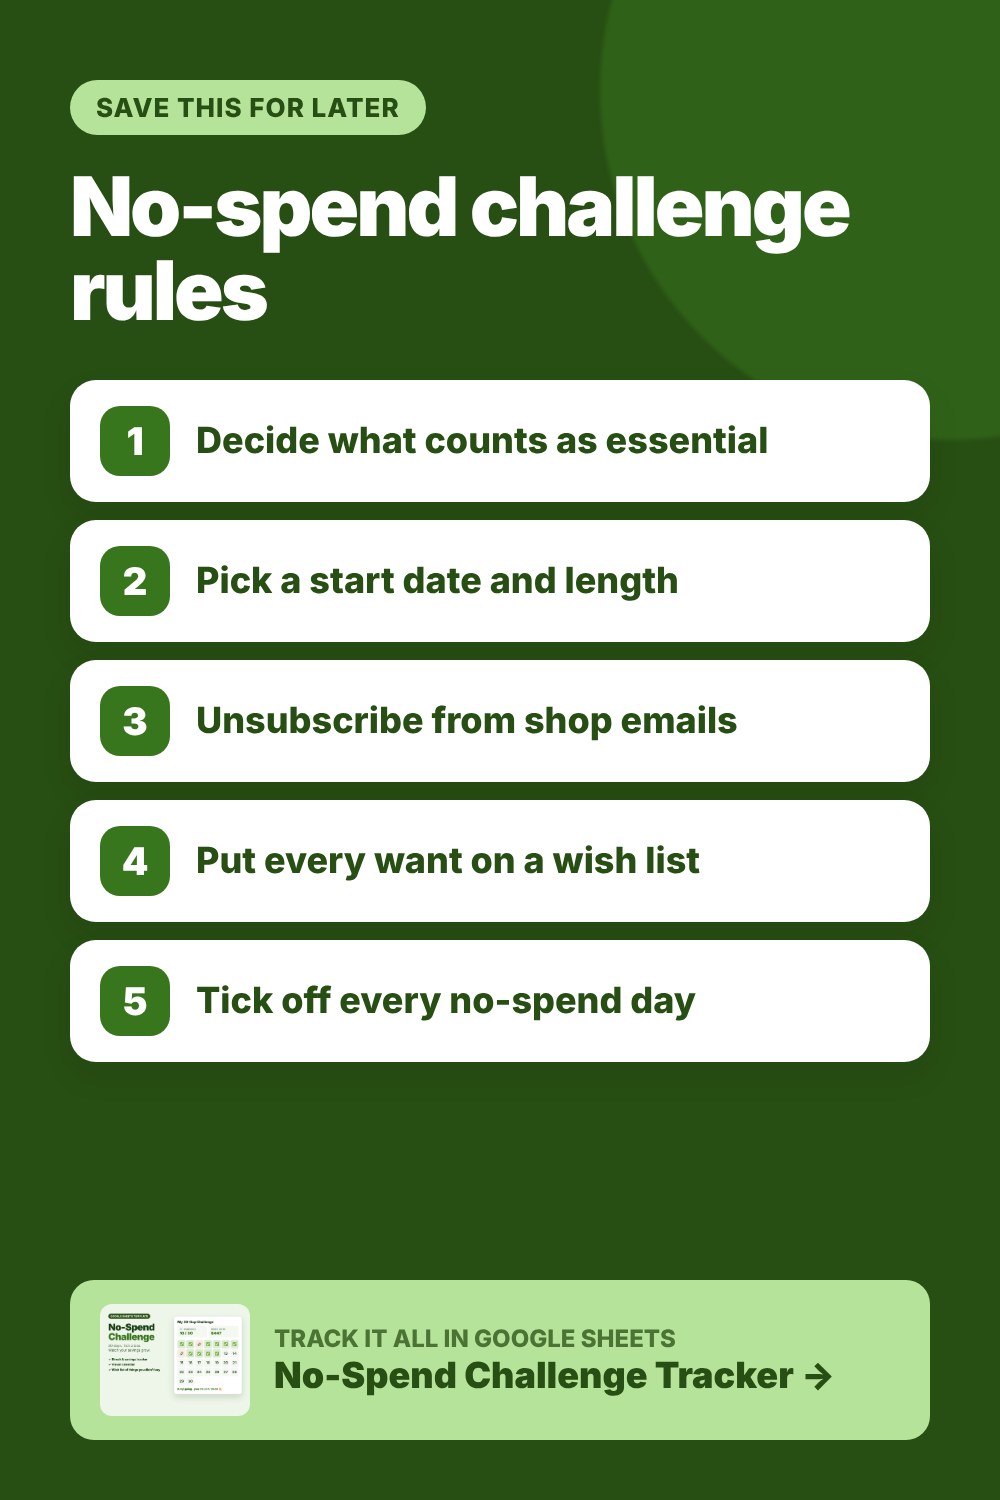 SAVE THIS FOR LATER
No-spend challenge
rules
1 Decide what counts as essential
2 Pick a start date and length
3 Unsubscribe from shop emails
4 Put every want on a wish list
5 Tick off every no-spend day
No-Spend
Challenge
TRACK IT ALL IN GOOGLE SHEETS
No-Spend Challenge Tracker →